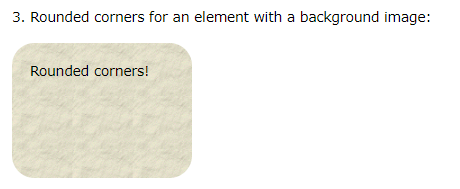 3. Rounded corners for an element with a background image:
Rounded corners!